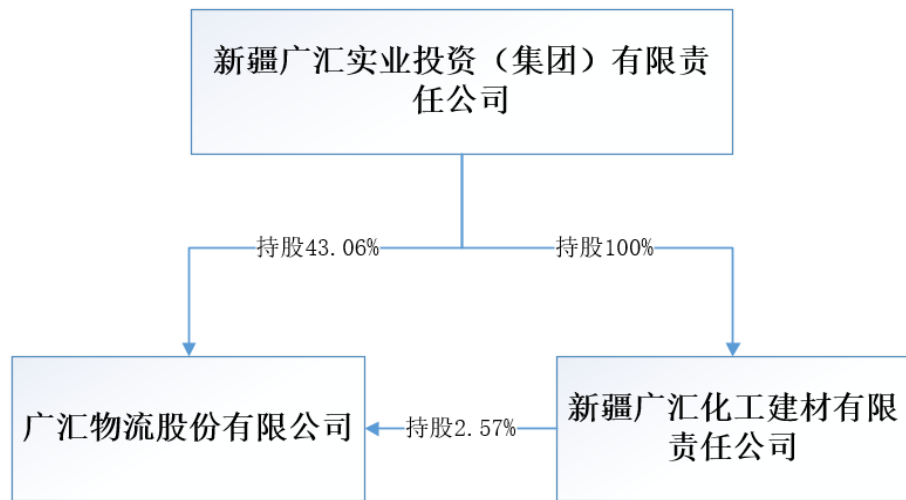 新疆广汇实业投资（集团）有限责
任公司
持股43.06%
持股100%
广汇物流股份有限公司
持股2.57%
新疆广汇化工建材有限
责任公司